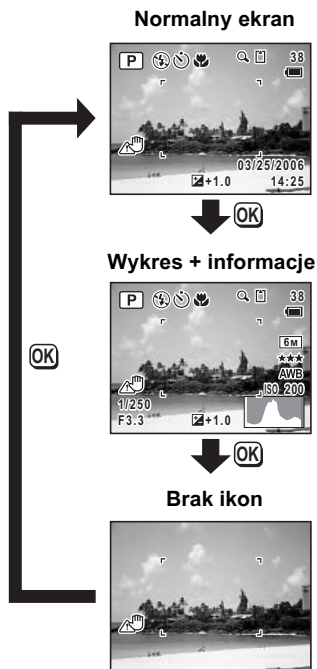 Normalny ekran
P 38
03/25/2006
+1.0 14:25
OK
Wykres + informacje
P 38
6M
★★★
AWB
ISO 200
1/250
F3.3 +1.0
OK
OK
Brak ikon